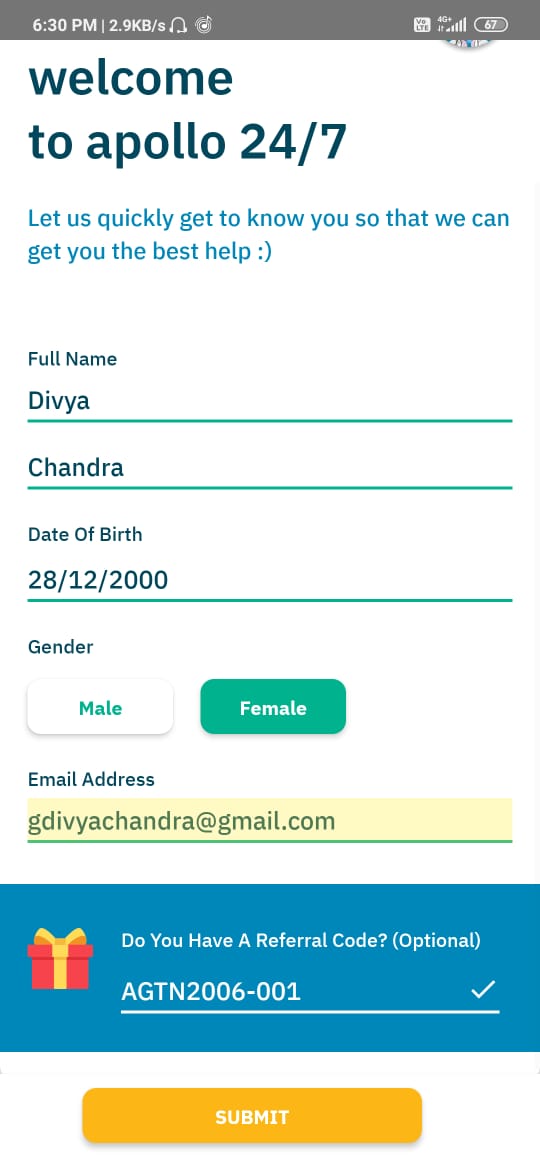 6:30 PM | 2.9KB/s
Vo LTE 4G+ 67
welcome
to apollo 24/7
Let us quickly get to know you so that we can
get you the best help :)
Full Name
Divya
Chandra
Date Of Birth
28/12/2000
Gender
Male Female
Email Address
gdivyachandra@gmail.com
Do You Have A Referral Code? (Optional)
AGTN2006-001
SUBMIT